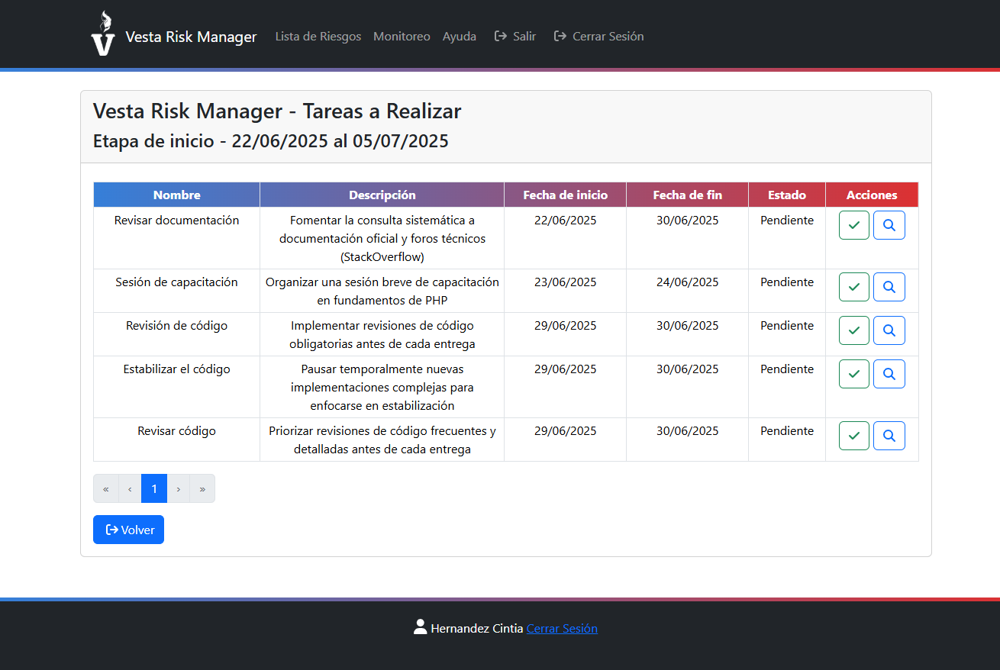 V
Vesta Risk Manager Lista de Riesgos Monitoreo Ayuda Salir Cerrar Sesión
Vesta Risk Manager - Tareas a Realizar
Etapa de inicio - 22/06/2025 al 05/07/2025
Nombre Descripción Fecha de inicio Fecha de fin Estado Acciones
Revisar documentación Fomentar la consulta sistemática a 22/06/2025 30/06/2025 Pendiente
documentación oficial y foros técnicos
(StackOverflow)
Sesión de capacitación Organizar una sesión breve de capacitación 23/06/2025 24/06/2025 Pendiente
en fundamentos de PHP
Revisión de código Implementar revisiones de código 29/06/2025 30/06/2025 Pendiente
obligatorias antes de cada entrega
Estabilizar el código Pausar temporalmente nuevas 29/06/2025 30/06/2025 Pendiente
implementaciones complejas para
enfocarse en estabilización
Revisar código Priorizar revisiones de código frecuentes y 29/06/2025 30/06/2025 Pendiente
detalladas antes de cada entrega
« ‹ 1 › »
Volver
Hernandez Cintia Cerrar Sesión